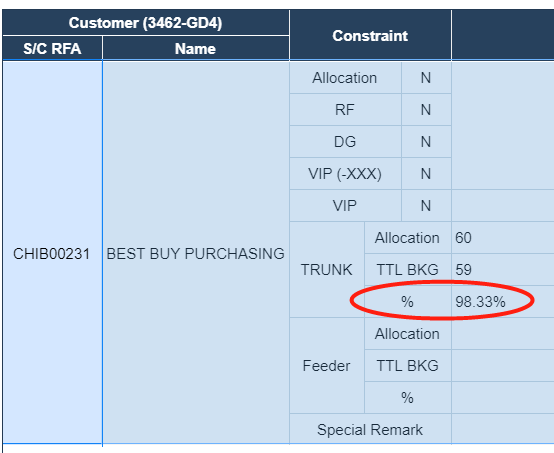 Customer (3462-GD4) Constraint
S/C RFA Name
Allocation N
RF N
DG N
VIP (-XXX) N
VIP N
CHIB00231 BEST BUY PURCHASING
TRUNK
Allocation 60
TTL BKG 59
% 98.33%
Feeder
Allocation
TTL BKG
%
Special Remark